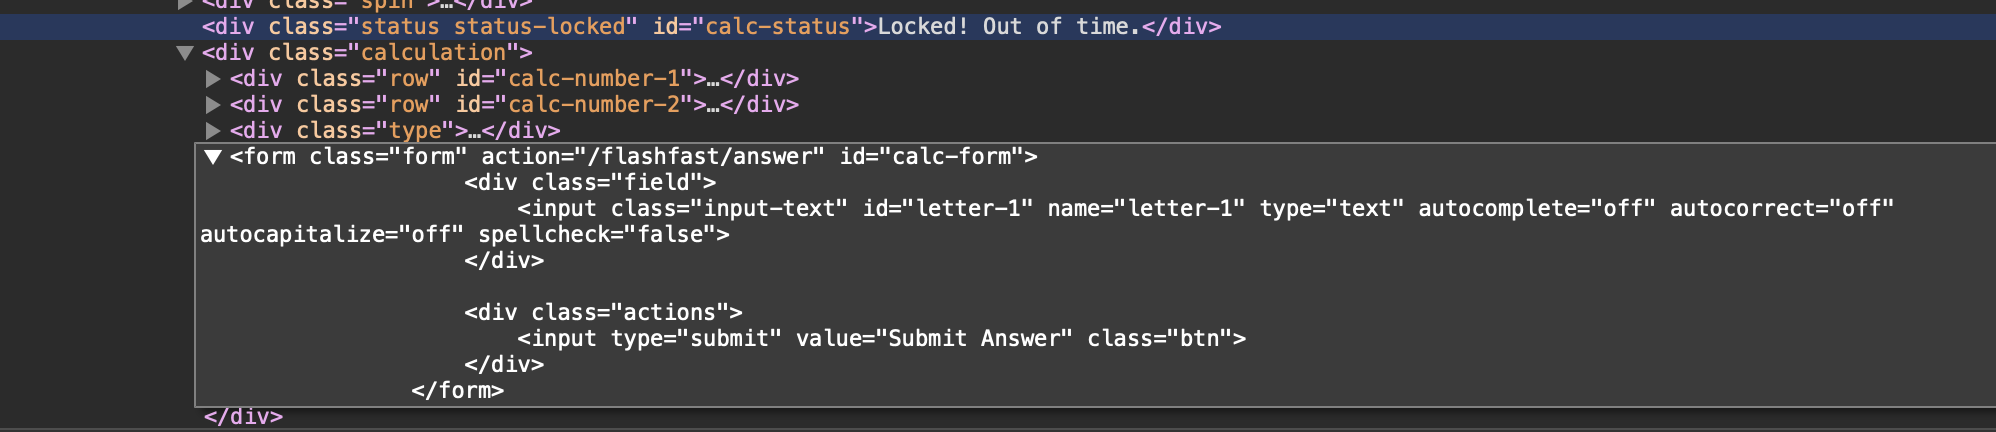 <div class="spin">…</div>
<div class="status status-locked" id="calc-status">Locked! Out of time.</div>
<div class="calculation">
<div class="row" id="calc-number-1">…</div>
<div class="row" id="calc-number-2">…</div>
<div class="type">…</div>
<form class="form" action="/flashfast/answer" id="calc-form">
<div class="field">
<input class="input-text" id="letter-1" name="letter-1" type="text" autocomplete="off" autocorrect="off"
autocapitalize="off" spellcheck="false">
</div>
<div class="actions">
<input type="submit" value="Submit Answer" class="btn">
</div>
</form>
</div>